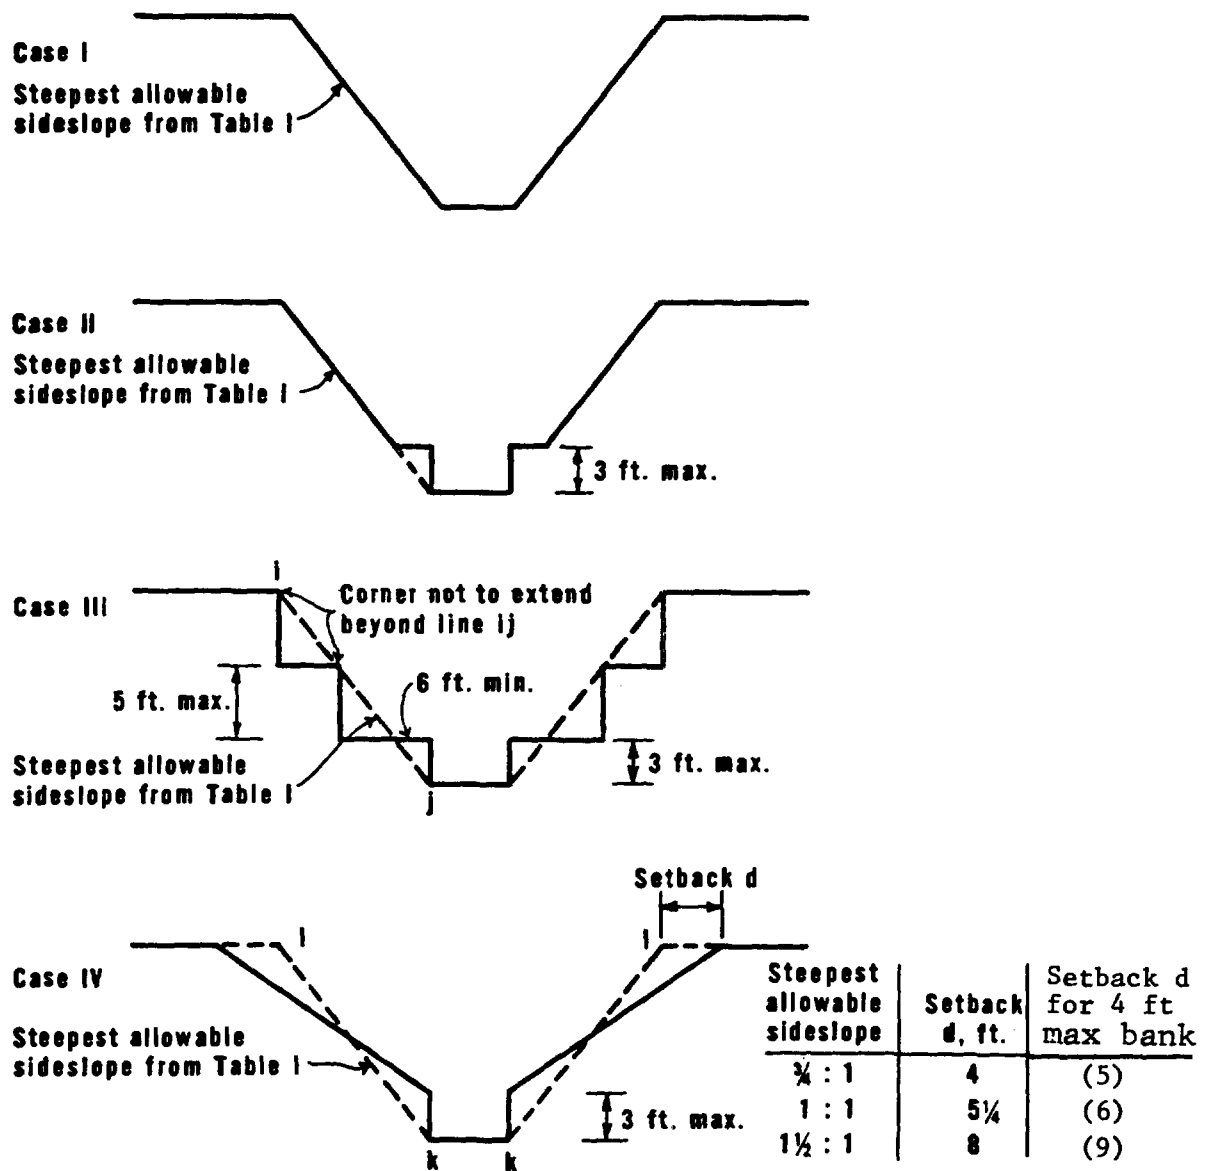 Case I
Steepest allowable
sideslope from Table I
Case II
Steepest allowable
sideslope from Table I
3 ft. max.
i
Case III
Corner not to extend
beyond line ij
5 ft. max.
6 ft. min.
3 ft. max.
Steepest allowable
sideslope from Table I
j
Setback d
l
l
Case IV
Steepest allowable
sideslope from Table I
3 ft. max.
k
k
Steepest
allowable
sideslope
Setback
d, ft.
Setback d
for 4 ft
max bank
¾ : 1
4
(5)
1 : 1
5¼
(6)
1½ : 1
8
(9)